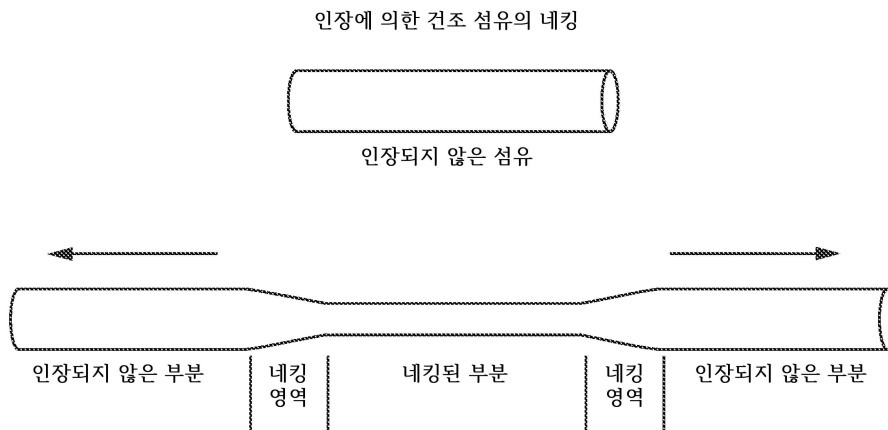 인장에 의한 건조 섬유의 네킹
인장되지 않은 섬유
인장되지 않은 부분
네킹
영역
네킹된 부분
네킹
영역
인장되지 않은 부분